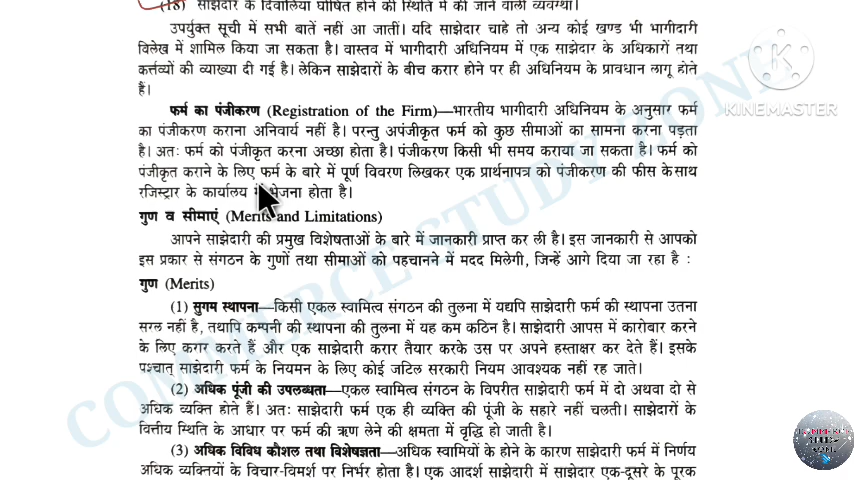 (18) साझेदार के दिवालिया घोषित होने की स्थिति में की जाने वाली व्यवस्था।
उपर्युक्त सूची में सभी बातें नहीं आ जातीं। यदि साझेदार चाहे तो अन्य कोई खण्ड भी भागीदारी
विलेख में शामिल किया जा सकता है। वास्तव में भागीदारी अधिनियम में एक साझेदार के अधिकारों तथा
कर्त्तव्यों की व्याख्या दी गई है। लेकिन साझेदारों के बीच करार होने पर ही अधिनियम के प्रावधान लागू होते
हैं।
फर्म का पंजीकरण (Registration of the Firm)—भारतीय भागीदारी अधिनियम के अनुसार फर्म
का पंजीकरण कराना अनिवार्य नहीं है। परन्तु अपंजीकृत फर्म को कुछ सीमाओं का सामना करना पड़ता
है। अतः फर्म को पंजीकृत करना अच्छा होता है। पंजीकरण किसी भी समय कराया जा सकता है। फर्म को
पंजीकृत कराने के लिए फर्म के बारे में पूर्ण विवरण लिखकर एक प्रार्थनापत्र को पंजीकरण की फीस के साथ
रजिस्ट्रार के कार्यालय में भेजना होता है।
गुण व सीमाएं (Merits and Limitations)
आपने साझेदारी की प्रमुख विशेषताओं के बारे में जानकारी प्राप्त कर ली है। इस जानकारी से आपको
इस प्रकार से संगठन के गुणों तथा सीमाओं को पहचानने में मदद मिलेगी, जिन्हें आगे दिया जा रहा है :
गुण (Merits)
(1) सुगम स्थापना—किसी एकल स्वामित्व संगठन की तुलना में यद्यपि साझेदारी फर्म की स्थापना उतना
सरल नहीं है, तथापि कम्पनी की स्थापना की तुलना में यह कम कठिन है। साझेदारी आपस में कारोबार करने
के लिए करार करते हैं और एक साझेदारी करार तैयार करके उस पर अपने हस्ताक्षर कर देते हैं। इसके
पश्चात् साझेदारी फर्म के नियमन के लिए कोई जटिल सरकारी नियम आवश्यक नहीं रह जाते।
(2) अधिक पूंजी की उपलब्धता—एकल स्वामित्व संगठन के विपरीत साझेदारी फर्म में दो अथवा दो से
अधिक व्यक्ति होते हैं। अतः साझेदारी फर्म एक ही व्यक्ति की पूंजी के सहारे नहीं चलती। साझेदारों के
वित्तीय स्थिति के आधार पर फर्म की ऋण लेने की क्षमता में वृद्धि हो जाती है।
(3) अधिक विविध कौशल तथा विशेषज्ञता—अधिक स्वामियों के होने के कारण साझेदारी फर्म में निर्णय
अधिक व्यक्तियों के विचार-विमर्श पर निर्भर होता है। एक आदर्श साझेदारी में साझेदार एक-दूसरे के पूरक
COMMERCE STUDY ZONE
KINEMASTER
COMMERCE
STUDY
ZONE